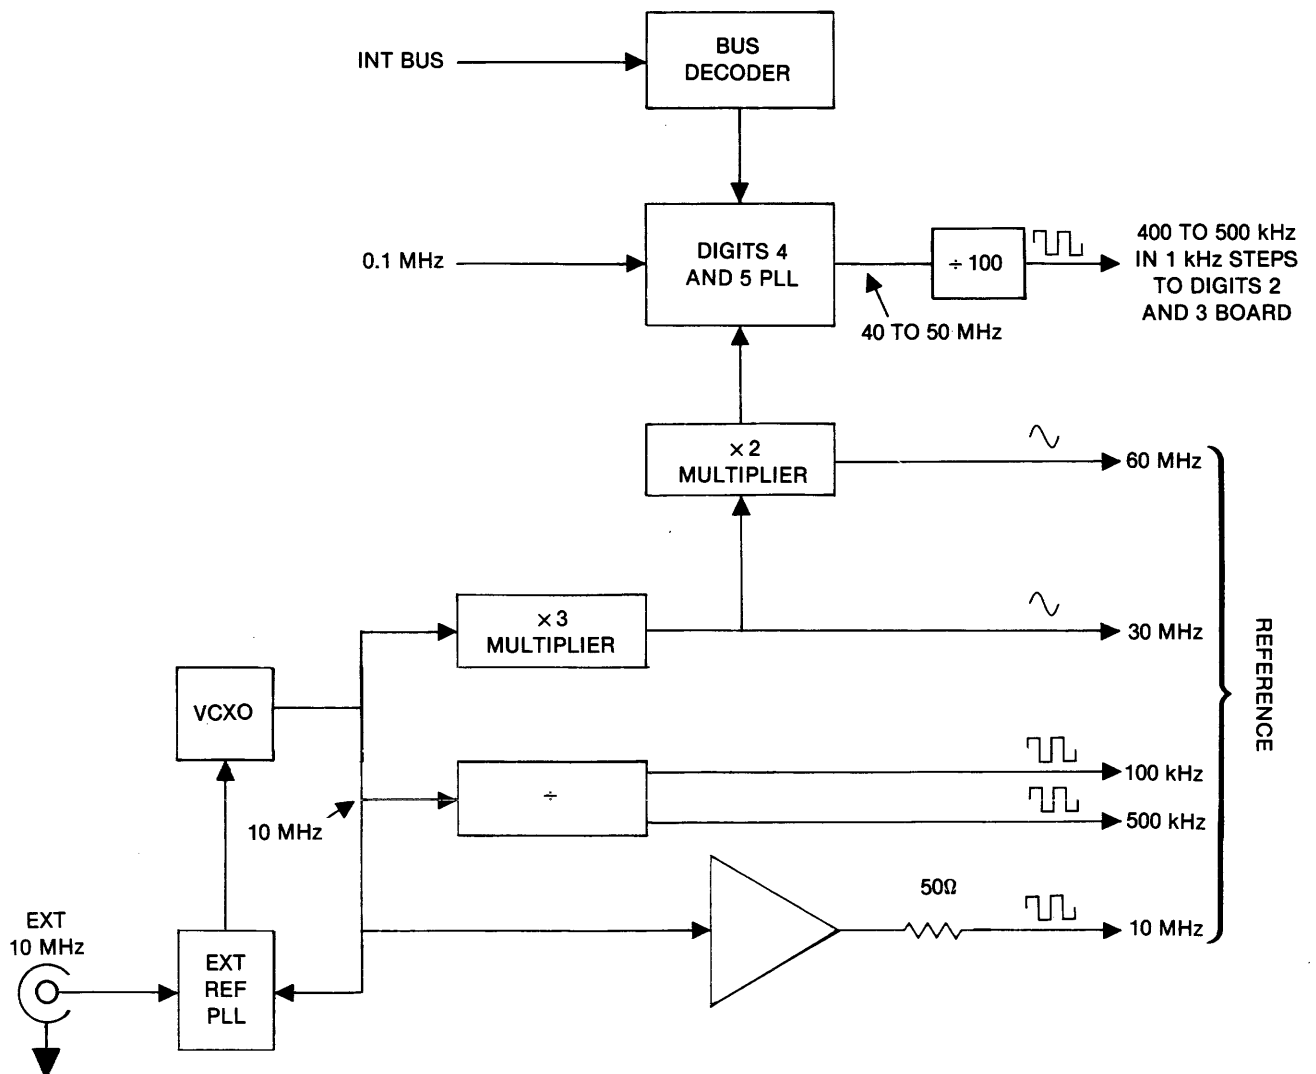 INT BUS
BUS
DECODER
0.1 MHz
DIGITS 4
AND 5 PLL
÷ 100
400 TO 500 kHz
IN 1 kHz STEPS
TO DIGITS 2
AND 3 BOARD
40 TO 50 MHz
× 2
MULTIPLIER
60 MHz
× 3
MULTIPLIER
30 MHz
REFERENCE
VCXO
100 kHz
÷
500 kHz
10 MHz
50Ω
10 MHz
EXT
10 MHz
EXT
REF
PLL